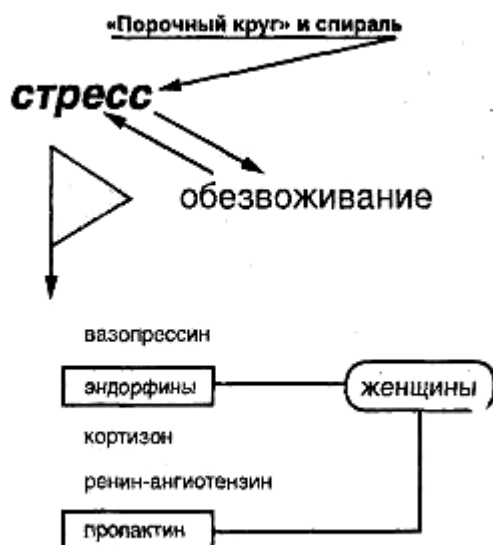 «Порочный круг» и спираль
стресс
обезвоживание
вазопрессин
эндорфины
женщины
кортизон
ренин-ангиотензин
пролактин